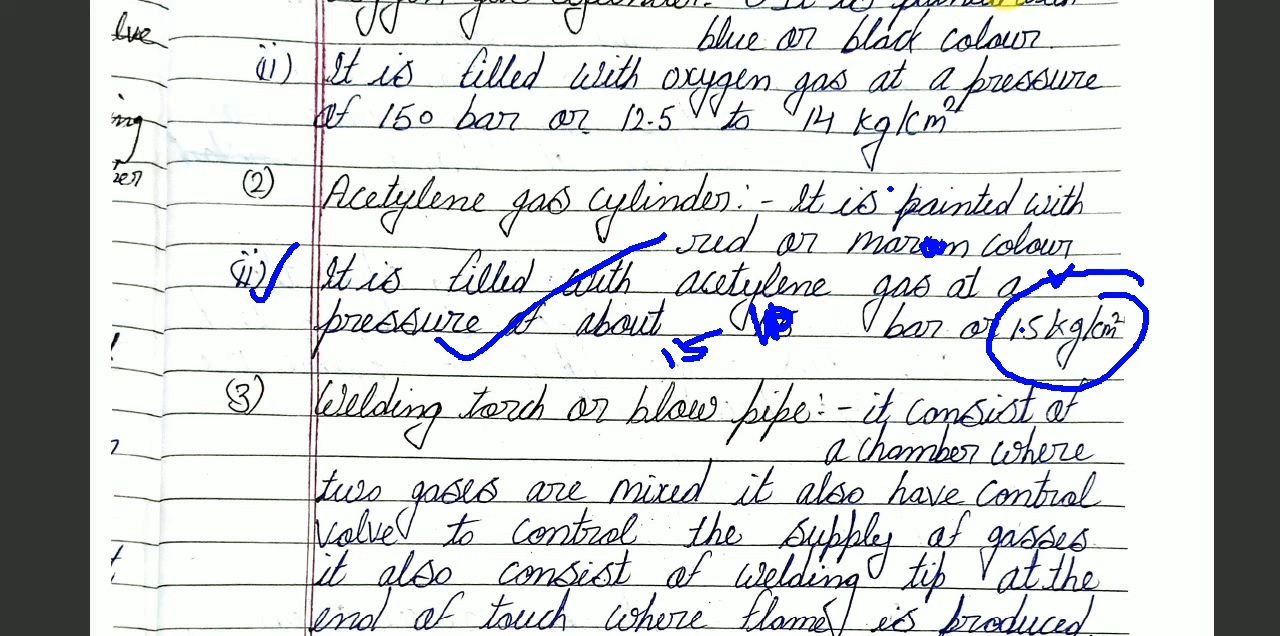 lve
blue or black colour
ii) It is filled with oxygen gas at a pressure
of 150 bar or 12.5 to 14 kg/cm²
ing
(2) Acetylene gas cylinder:- It is painted with
red or maroon colour
ii) It is filled with acetylene gas at a
pressure of about bar or 1.5 kg/cm²
15
(3) Welding torch or blow pipe:- it consist of
a chamber where
two gases are mixed it also have control
valve to control the supply of gasses
it also consist of welding tip at the
end of touch where flame is produced